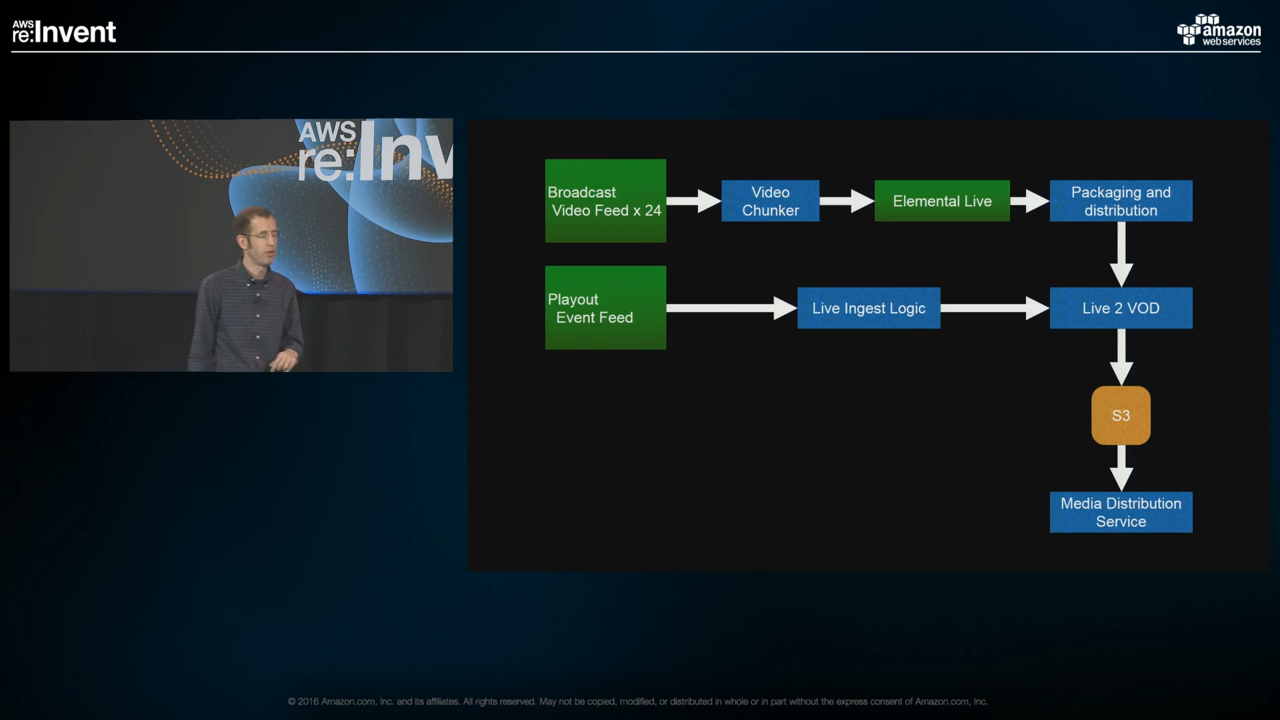 AWS
re:Invent
amazon
web services
AWS
re:Inv
Broadcast
Video Feed x 24
Video
Chunker
Elemental Live
Packaging and
distribution
Playout
Event Feed
Live Ingest Logic
Live 2 VOD
S3
Media Distribution
Service
© 2016 Amazon.com, Inc. and its affiliates. All rights reserved. May not be copied, modified, or distributed in whole or in part without the express consent of Amazon.com, Inc.